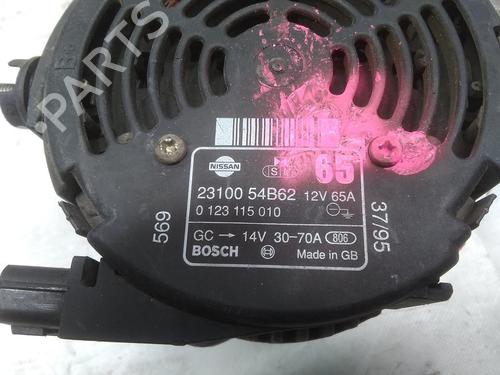 PARTS
NISSAN
S
65
23100 54B62 12V 65A
0 123 115 010
569
37/95
GC → 14V 30-70A 806
BOSCH Made in GB